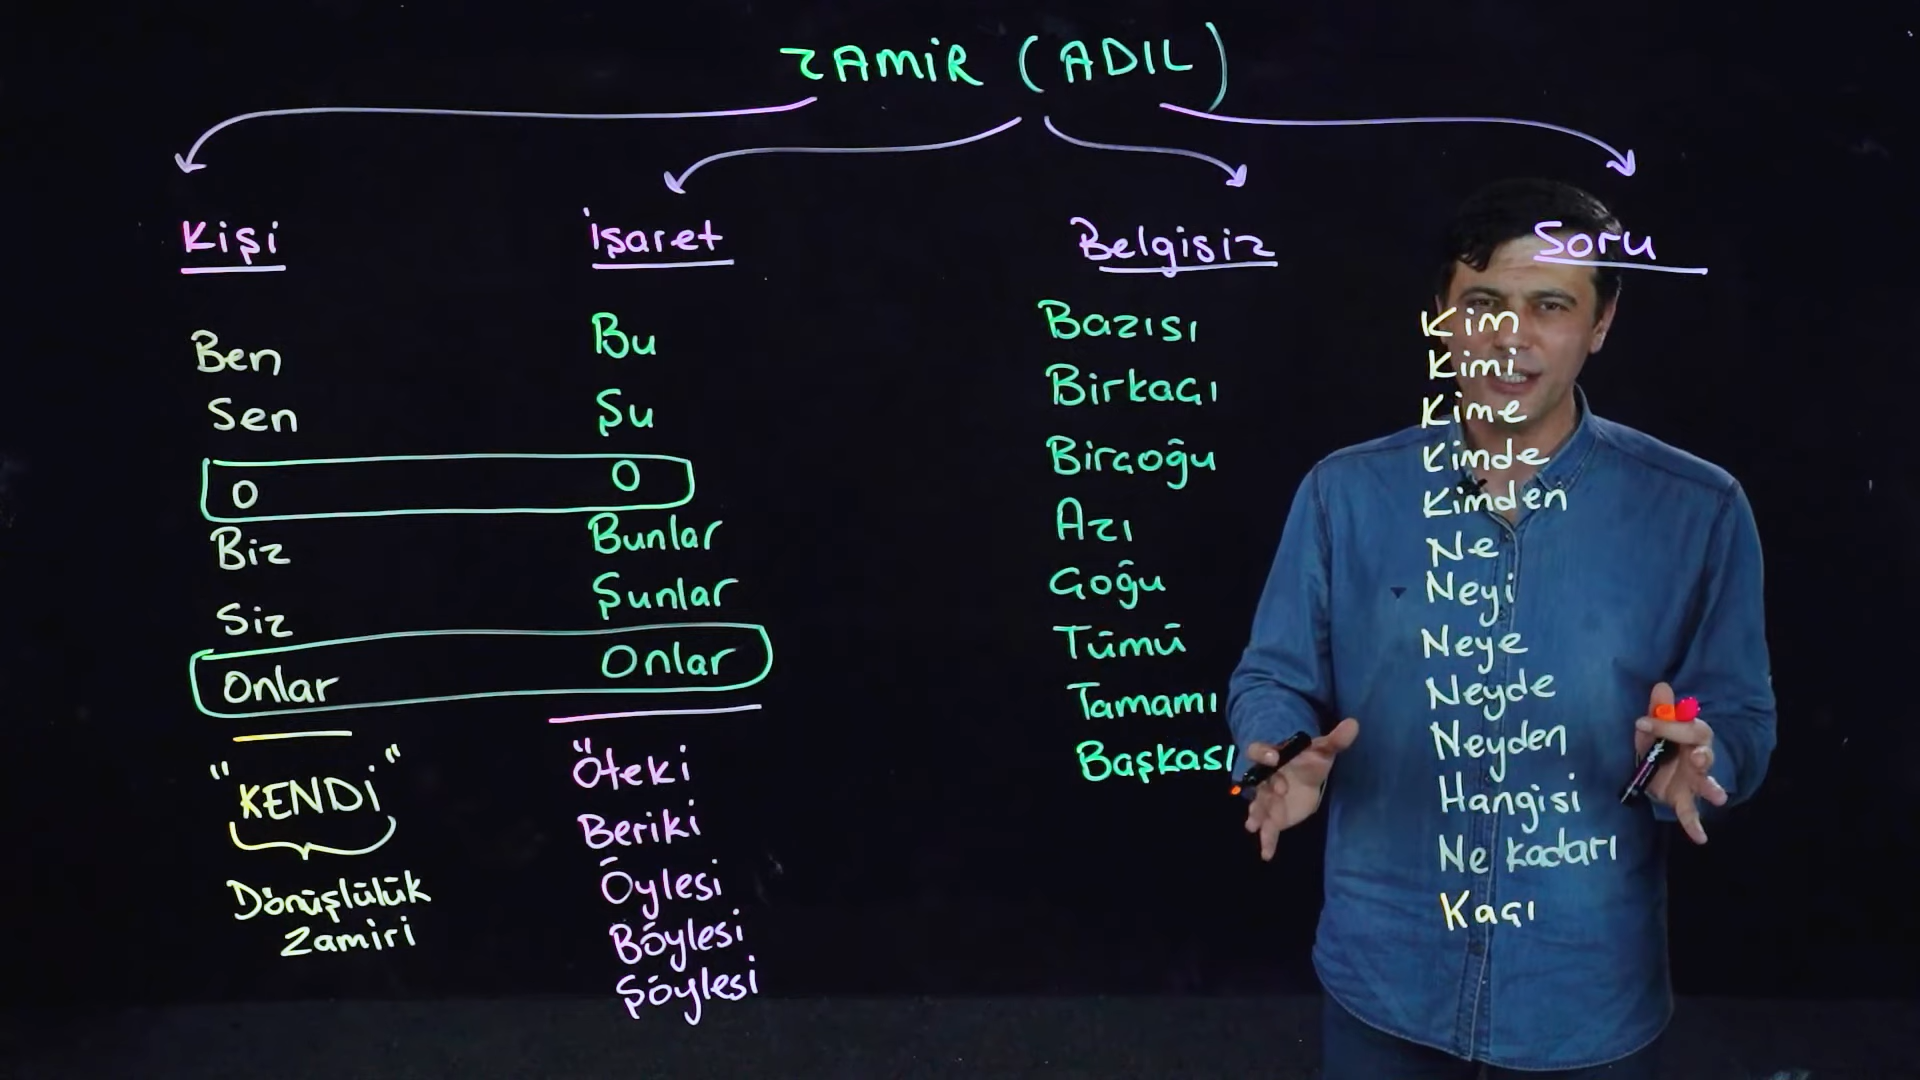 ZAMİR (ADIL)
Kişi
Ben
Sen
O
Biz
Siz
Onlar
"KENDİ"
Dönüşlülük
Zamiri
İşaret
Bu
Şu
O
Bunlar
Şunlar
Onlar
"Öteki
Beriki
Öylesi
Böylesi
Şöylesi
Belgisiz
Bazısı
Birkaçı
Birçoğu
Azı
Çoğu
Tümü
Tamamı
Başkası
Soru
Kim
Kimi
Kime
Kimde
Kimden
Ne
Neyi
Neye
Neyde
Neyden
Hangisi
Ne kadarı
Kaçı